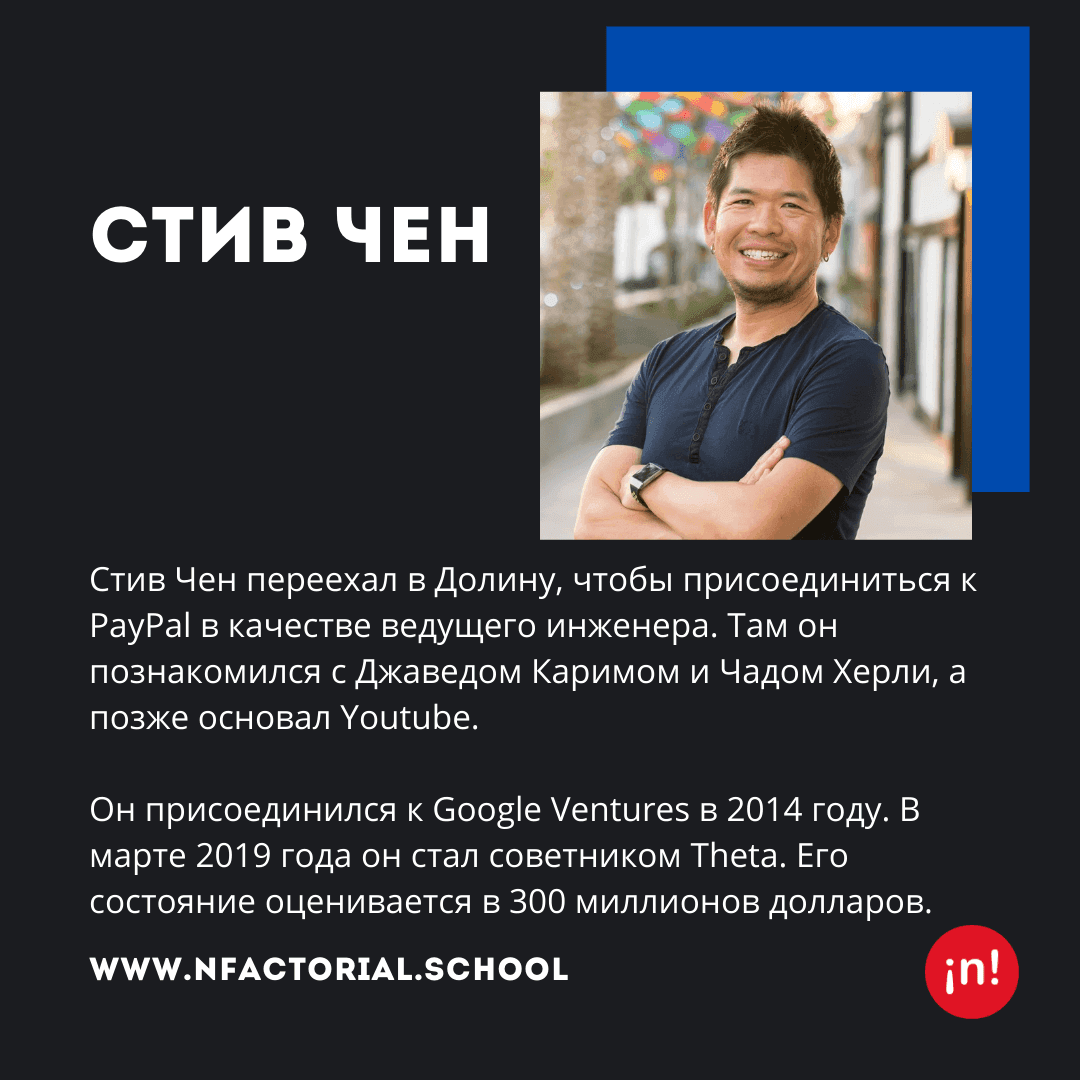 СТИВ ЧЕН
Стив Чен переехал в Долину, чтобы присоединиться к
PayPal в качестве ведущего инженера. Там он
познакомился с Джаведом Каримом и Чадом Херли, а
позже основал Youtube.
Он присоединился к Google Ventures в 2014 году. В
марте 2019 года он стал советником Theta. Его
состояние оценивается в 300 миллионов долларов.
WWW.NFACTORIAL.SCHOOL
¡n!